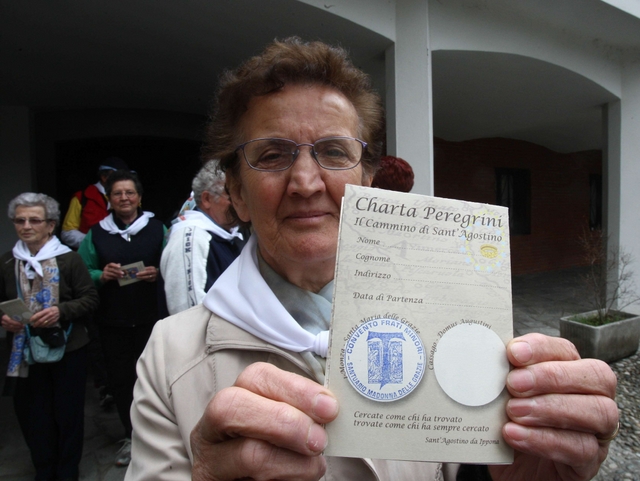 Charta Peregrini
Il Cammino di Sant'Agostino
Nome
Cognome
Indirizzo
Data di Partenza
Monza - Santa Maria delle Grazie
Cassago - Domus Augustini
CONVENTO FRATI MINORI
SANTUARIO MADONNA DELLE GRAZIE
Cercate come chi ha trovato
trovate come chi ha sempre cercato
Sant'Agostino da Ippona